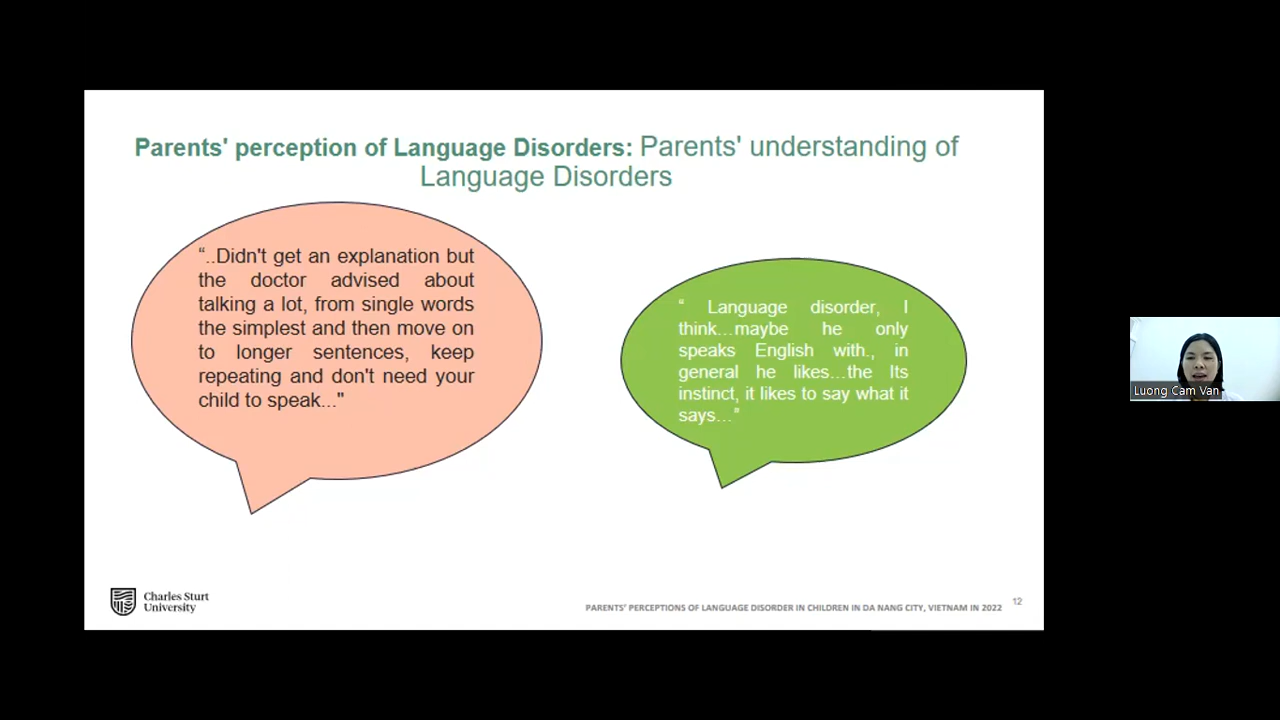 Parents' perception of Language Disorders: Parents' understanding of
Language Disorders
“..Didn't get an explanation but
the doctor advised about
talking a lot, from single words
the simplest and then move on
to longer sentences, keep
repeating and don't need your
child to speak..."
“ Language disorder, I
think...maybe he only
speaks English with., in
general he likes...the Its
instinct, it likes to say what it
says...”
Luong Cam Van
Charles Sturt
University
PARENTS' PERCEPTIONS OF LANGUAGE DISORDER IN CHILDREN IN DA NANG CITY, VIETNAM IN 2022
12